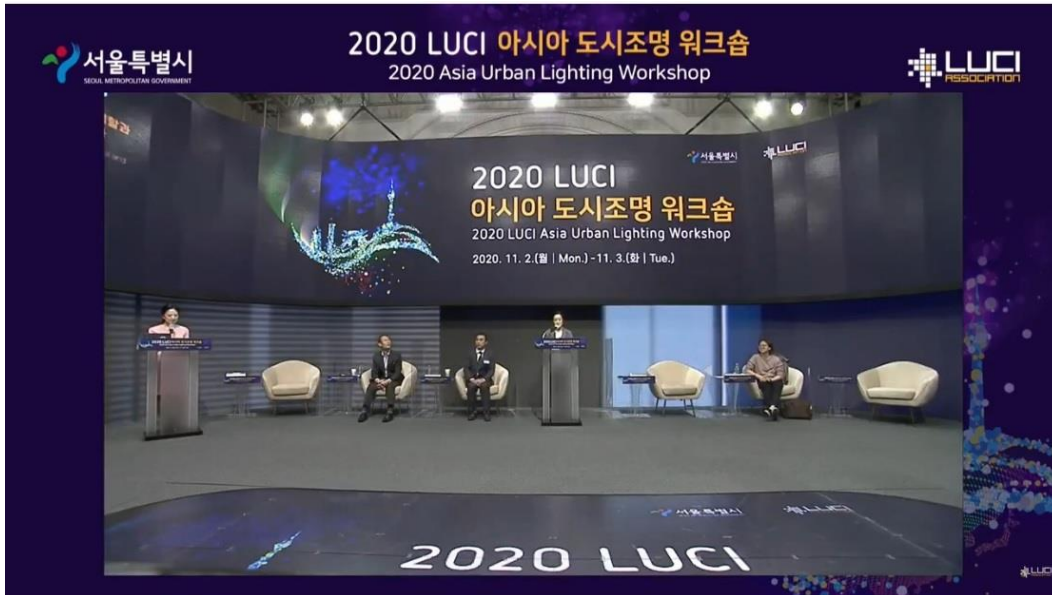 서울특별시
SEOUL METROPOLITAN GOVERNMENT
2020 LUCI 아시아 도시조명 워크숍
2020 Asia Urban Lighting Workshop
LUCI
ASSOCIATION
서울특별시
LUCI
2020 LUCI
아시아 도시조명 워크숍
2020 LUCI Asia Urban Lighting Workshop
2020. 11. 2.(월 | Mon.) - 11. 3.(화 | Tue.)
서울특별시
LUCI
2020 LUCI
LUCI